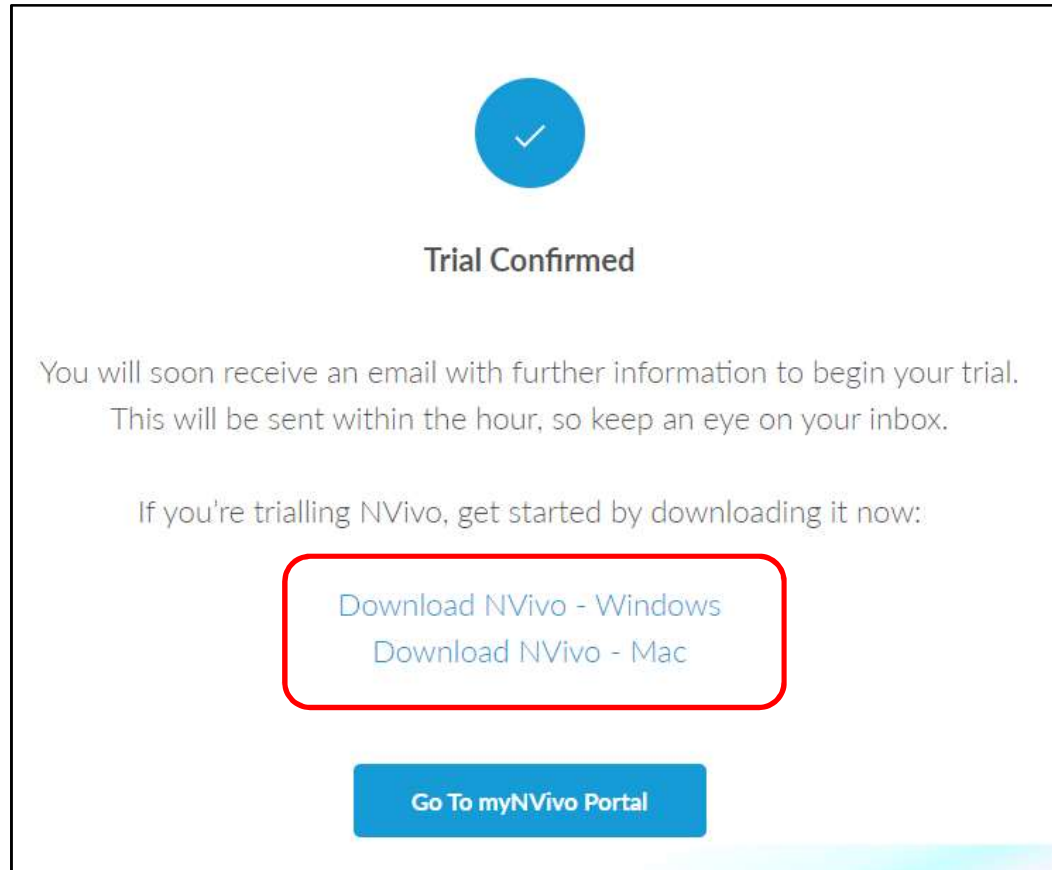 Trial Confirmed
You will soon receive an email with further information to begin your trial.
This will be sent within the hour, so keep an eye on your inbox.
If you're trialling NVivo, get started by downloading it now:
Download NVivo - Windows
Download NVivo - Mac
Go To myNVivo Portal